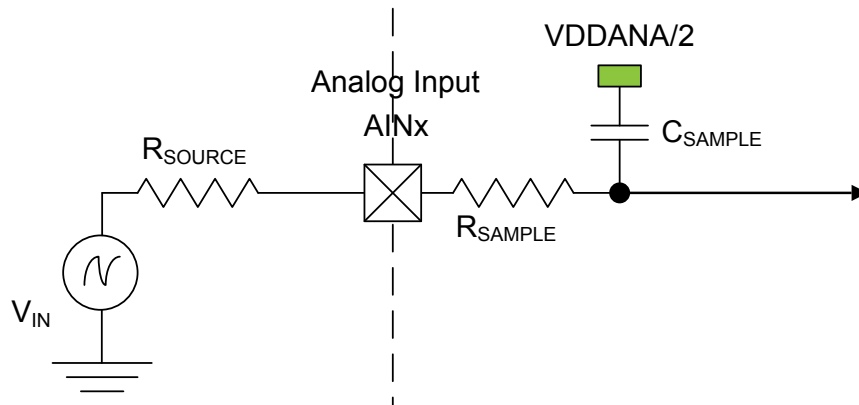 VDDANA/2
Analog Input
AINx
CSAMPLE
RSOURCE
RSAMPLE
VIN